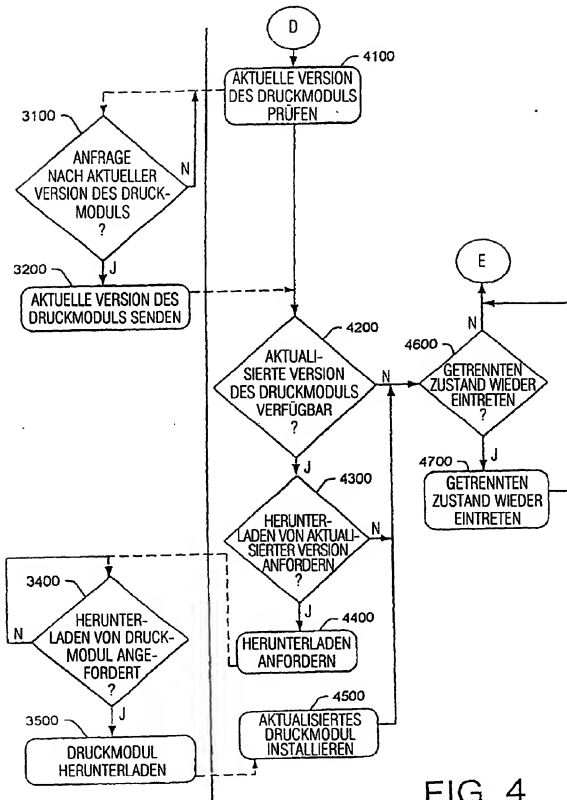 D
4100
AKTUELLE VERSION
DES DRUCKMODULS
PRÜFEN
3100
ANFRAGE
NACH AKTUELLER
VERSION DES DRUCK-
MODULS
?
N
J
3200
AKTUELLE VERSION DES
DRUCKMODULS SENDEN
4200
AKTUALI-
SIERTE VERSION
DES DRUCKMODULS
VERFÜGBAR
?
N
J
E
N
4600
GETRENNTEN
ZUSTAND WIEDER
EINTRETEN
?
J
4700
GETRENNTEN
ZUSTAND WIEDER
EINTRETEN
4300
HERUNTER-
LADEN VON AKTUALI-
SIERTER VERSION
ANFORDERN
?
N
J
4400
HERUNTERLADEN
ANFORDERN
3400
HERUNTER-
LADEN VON DRUCK-
MODUL ANGE-
FORDERT
?
N
J
3500
DRUCKMODUL
HERUNTERLADEN
4500
AKTUALISIERTES
DRUCKMODUL
INSTALLIEREN
FIG. 4